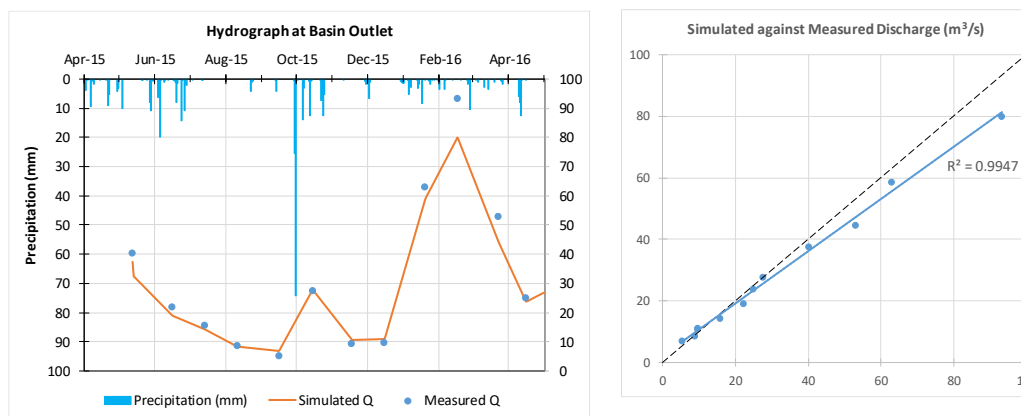 Hydrograph at Basin Outlet
Apr-15 Jun-15 Aug-15 Oct-15 Dec-15 Feb-16 Apr-16
0 100
10 90
20 80
30 70
40 60
50 50
60 40
70 30
80 20
90 10
100 0
Precipitation (mm)
Precipitation (mm) Simulated Q Measured Q
Simulated against Measured Discharge (m³/s)
100
80
60
40
20
0
R² = 0.9947
0 20 40 60 80